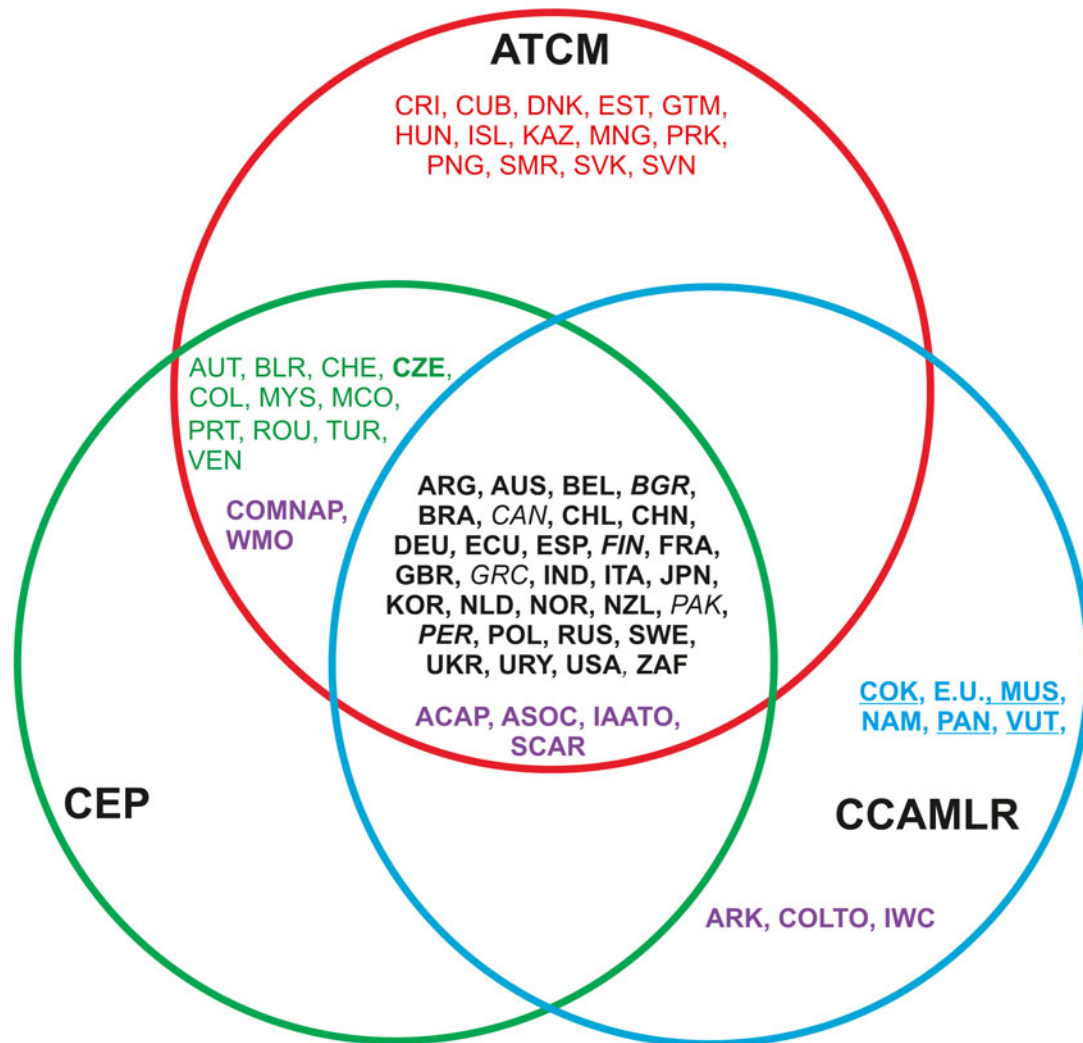 ATCM
CRI, CUB, DNK, EST, GTM,
HUN, ISL, KAZ, MNG, PRK,
PNG, SMR, SVK, SVN
AUT, BLR, CHE, CZE,
COL, MYS, MCO,
PRT, ROU, TUR,
VEN
COMNAP,
WMO
ARG, AUS, BEL, BGR,
BRA, CAN, CHL, CHN,
DEU, ECU, ESP, FIN, FRA,
GBR, GRC, IND, ITA, JPN,
KOR, NLD, NOR, NZL, PAK,
PER, POL, RUS, SWE,
UKR, URY, USA, ZAF
ACAP, ASOC, IAATO,
SCAR
COK, E.U., MUS,
NAM, PAN, VUT,
CEP
CCAMLR
ARK, COLTO, IWC